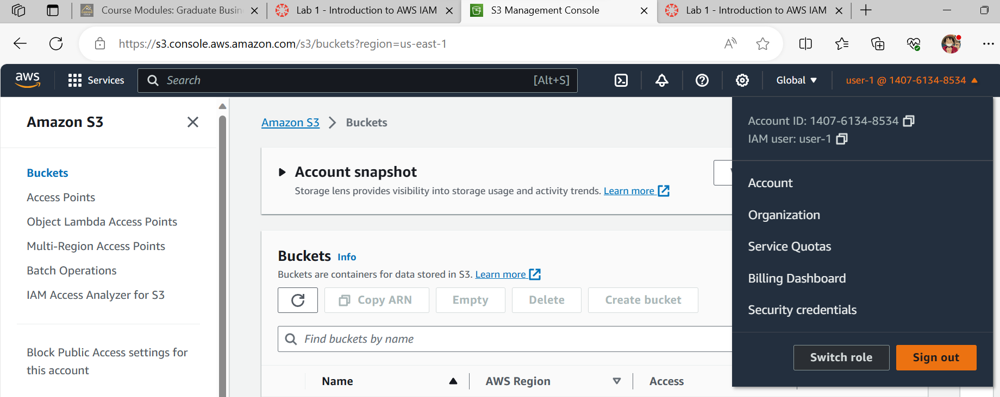 Course Modules: Graduate Busin
Lab 1 - Introduction to AWS IAM
S3 Management Console
Lab 1 - Introduction to AWS IAM
https://s3.console.aws.amazon.com/s3/buckets?region=us-east-1
aws
Services
Search
[Alt+S]
Global
user-1 @ 1407-6134-8534
Amazon S3
Buckets
Access Points
Object Lambda Access Points
Multi-Region Access Points
Batch Operations
IAM Access Analyzer for S3
Block Public Access settings for
this account
Amazon S3 > Buckets
Account snapshot
Storage lens provides visibility into storage usage and activity trends. Learn more
Buckets Info
Buckets are containers for data stored in S3. Learn more
Copy ARN
Empty
Delete
Create bucket
Find buckets by name
Name
AWS Region
Access
Account ID: 1407-6134-8534
IAM user: user-1
Account
Organization
Service Quotas
Billing Dashboard
Security credentials
Switch role
Sign out